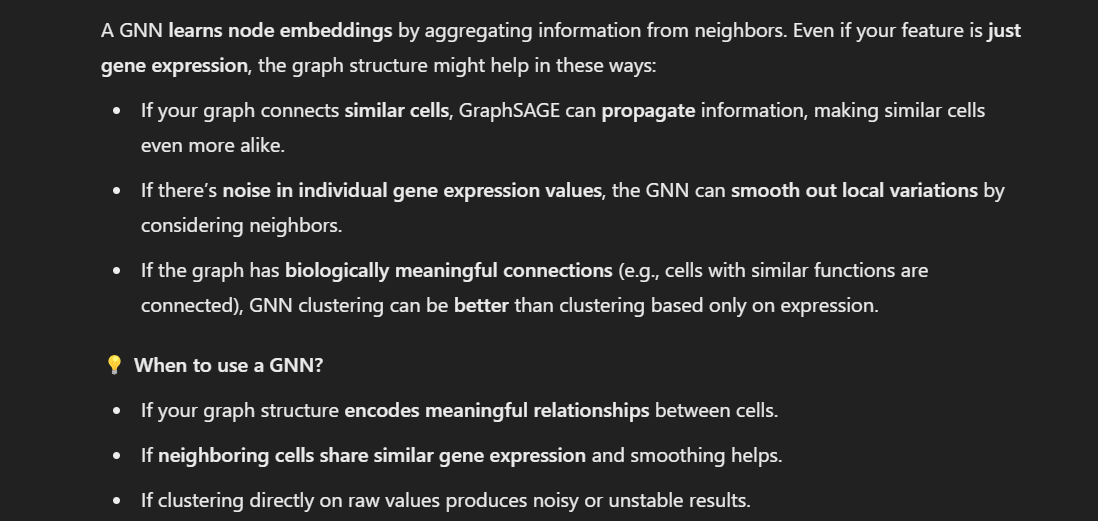 A GNN learns node embeddings by aggregating information from neighbors. Even if your feature is just
gene expression, the graph structure might help in these ways:
• If your graph connects similar cells, GraphSAGE can propagate information, making similar cells
even more alike.
• If there’s noise in individual gene expression values, the GNN can smooth out local variations by
considering neighbors.
• If the graph has biologically meaningful connections (e.g., cells with similar functions are
connected), GNN clustering can be better than clustering based only on expression.
💡 When to use a GNN?
• If your graph structure encodes meaningful relationships between cells.
• If neighboring cells share similar gene expression and smoothing helps.
• If clustering directly on raw values produces noisy or unstable results.